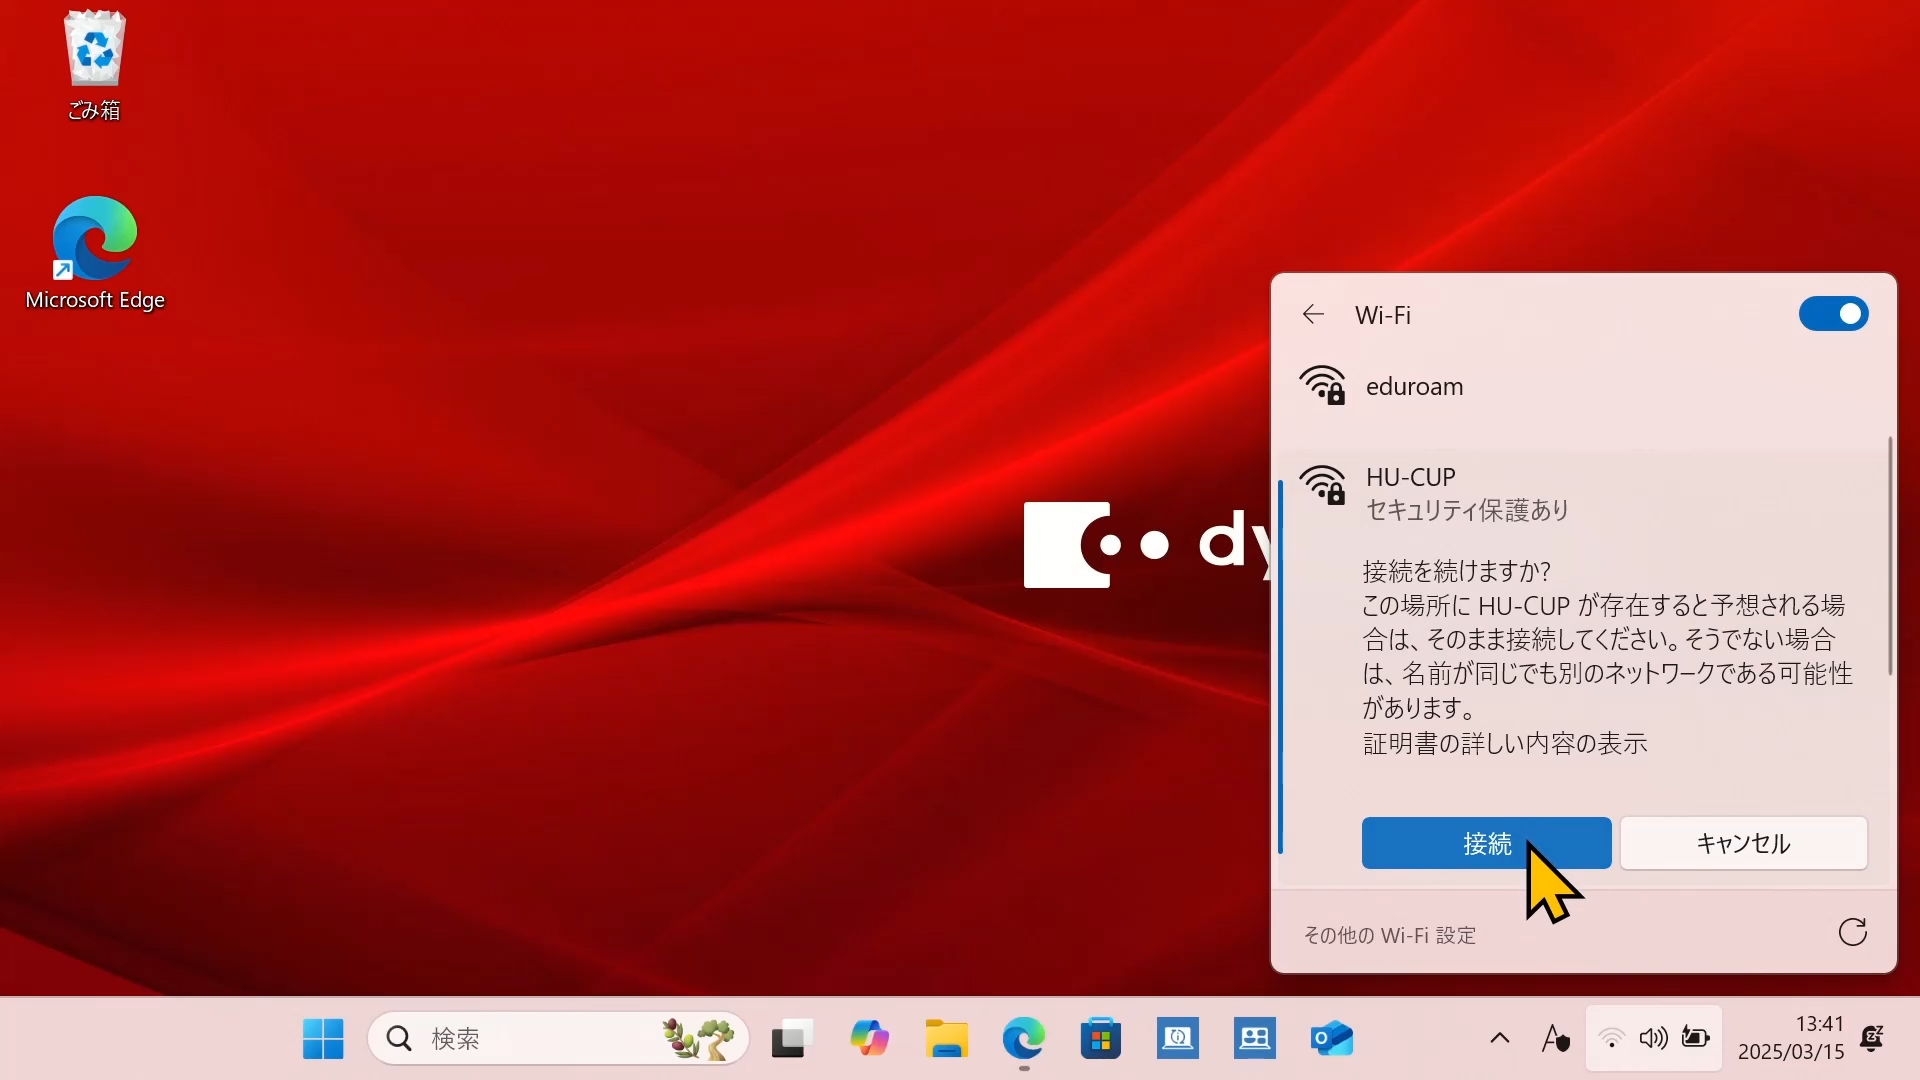 ごみ箱
Microsoft Edge
Wi-Fi
eduroam
HU-CUP
セキュリティ保護あり
接続を続けますか?
この場所に HU-CUP が存在すると予想される場
合は、そのまま接続してください。そうでない場合
は、名前が同じでも別のネットワークである可能性
があります。
証明書の詳しい内容の表示
接続
キャンセル
その他の Wi-Fi 設定
検索
13:41
2025/03/15